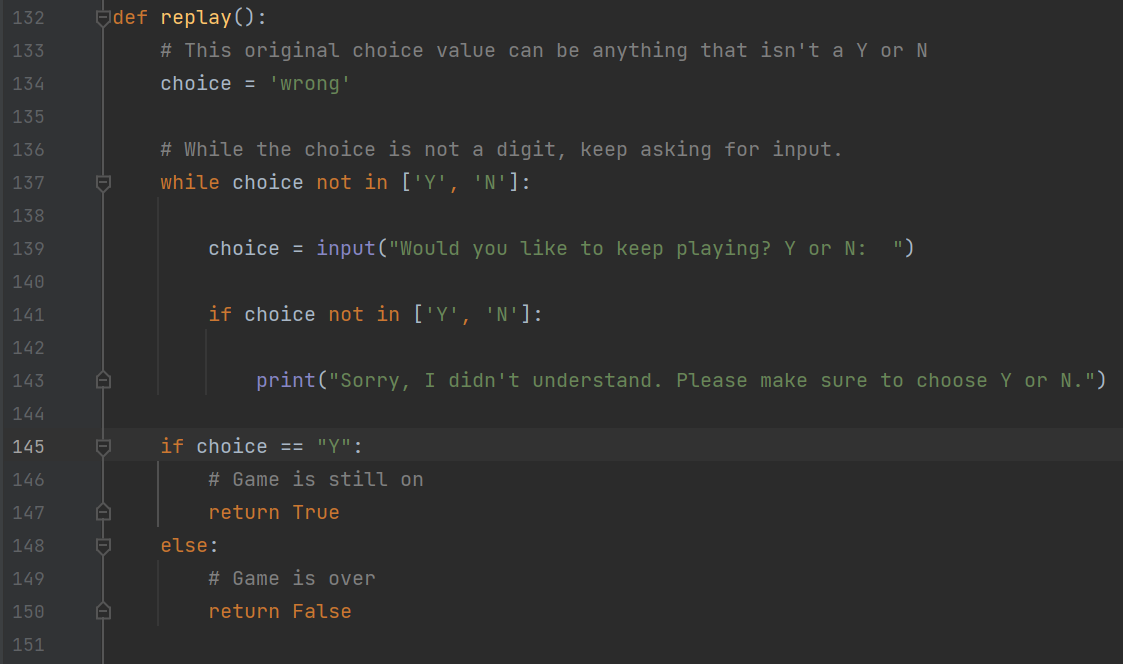 132 def replay():
133     # This original choice value can be anything that isn't a Y or N
134     choice = 'wrong'
135
136     # While the choice is not a digit, keep asking for input.
137     while choice not in ['Y', 'N']:
138
139         choice = input("Would you like to keep playing? Y or N:  ")
140
141         if choice not in ['Y', 'N']:
142
143             print("Sorry, I didn't understand. Please make sure to choose Y or N.")
144
145     if choice == "Y":
146         # Game is still on
147         return True
148     else:
149         # Game is over
150         return False
151